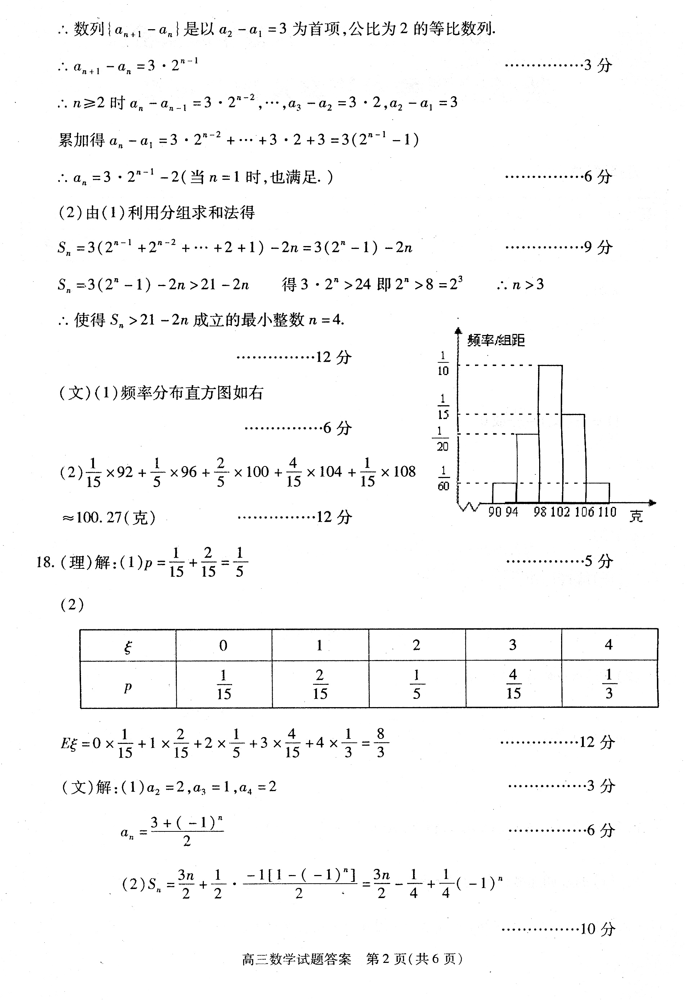 ∴ 数列{aₙ₊₁ - aₙ}是以 a₂ - a₁ = 3 为首项,公比为 2 的等比数列.
∴ aₙ₊₁ - aₙ = 3·2ⁿ⁻¹ ……………3 分
∴ n≥2 时 aₙ - aₙ₋₁ = 3·2ⁿ⁻²,…,a₃ - a₂ = 3·2,a₂ - a₁ = 3
累加得 aₙ - a₁ = 3·2ⁿ⁻² + … + 3·2 + 3 = 3(2ⁿ⁻¹ - 1)
∴ aₙ = 3·2ⁿ⁻¹ - 2(当 n = 1 时,也满足.) ……………6 分
(2)由(1)利用分组求和法得
Sₙ = 3(2ⁿ⁻¹ + 2ⁿ⁻² + … + 2 + 1) - 2n = 3(2ⁿ - 1) - 2n ……………9 分
Sₙ = 3(2ⁿ - 1) - 2n > 21 - 2n 得 3·2ⁿ > 24 即 2ⁿ > 8 = 2³ ∴ n > 3
∴ 使得 Sₙ > 21 - 2n 成立的最小整数 n = 4.
……………12 分
(文)(1)频率分布直方图如右
……………6 分
(2) 1/15 × 92 + 1/5 × 96 + 2/5 × 100 + 4/15 × 104 + 1/15 × 108
≈100.27(克) ……………12 分
频率/组距
1/10
1/15
1/20
1/60
90 94 98 102 106 110 克
18. (理)解:(1)p = 1/15 + 2/15 = 1/5 ……………5 分
(2)
ξ 0 1 2 3 4
p 1/15 2/15 1/5 4/15 1/3
Eξ = 0 × 1/15 + 1 × 2/15 + 2 × 1/5 + 3 × 4/15 + 4 × 1/3 = 8/3 ……………12 分
(文)解:(1)a₂ = 2,a₃ = 1,a₄ = 2 ……………3 分
aₙ = (3 + (-1)ⁿ)/2 ……………6 分
(2)Sₙ = 3n/2 + 1/2 · (-1[1 - (-1)ⁿ])/2 = 3n/2 - 1/4 + 1/4(-1)ⁿ
……………10 分
高三数学试题答案 第 2 页(共 6 页)